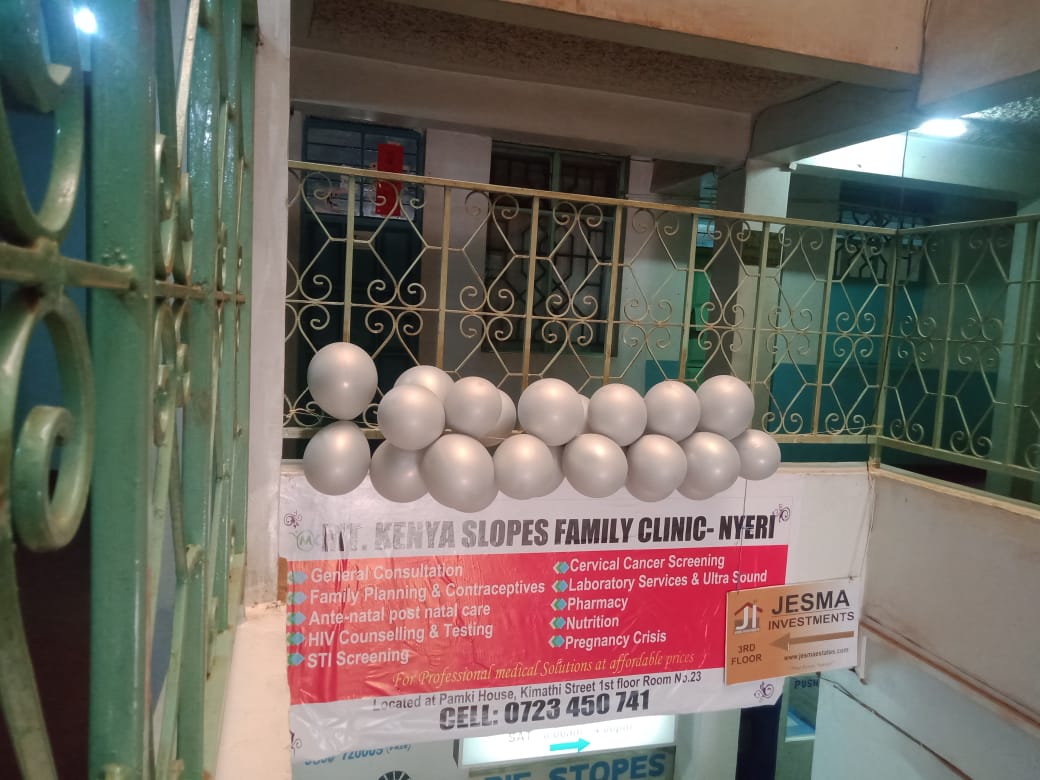 MT. KENYA SLOPES FAMILY CLINIC- NYERI
General Consultation
Family Planning & Contraceptives
Ante-natal post natal care
HIV Counselling & Testing
STI Screening
Cervical Cancer Screening
Laboratory Services & Ultra Sound
Pharmacy
Nutrition
Pregnancy Crisis
For Professional medical Solutions at affordable prices
Located at Pamki House, Kimathi Street 1st floor Room No.23
CELL: 0723 450 741
JI
JESMA
INVESTMENTS
3RD
FLOOR
www.jesmaestates.com
PUSH
SAT
STOPES